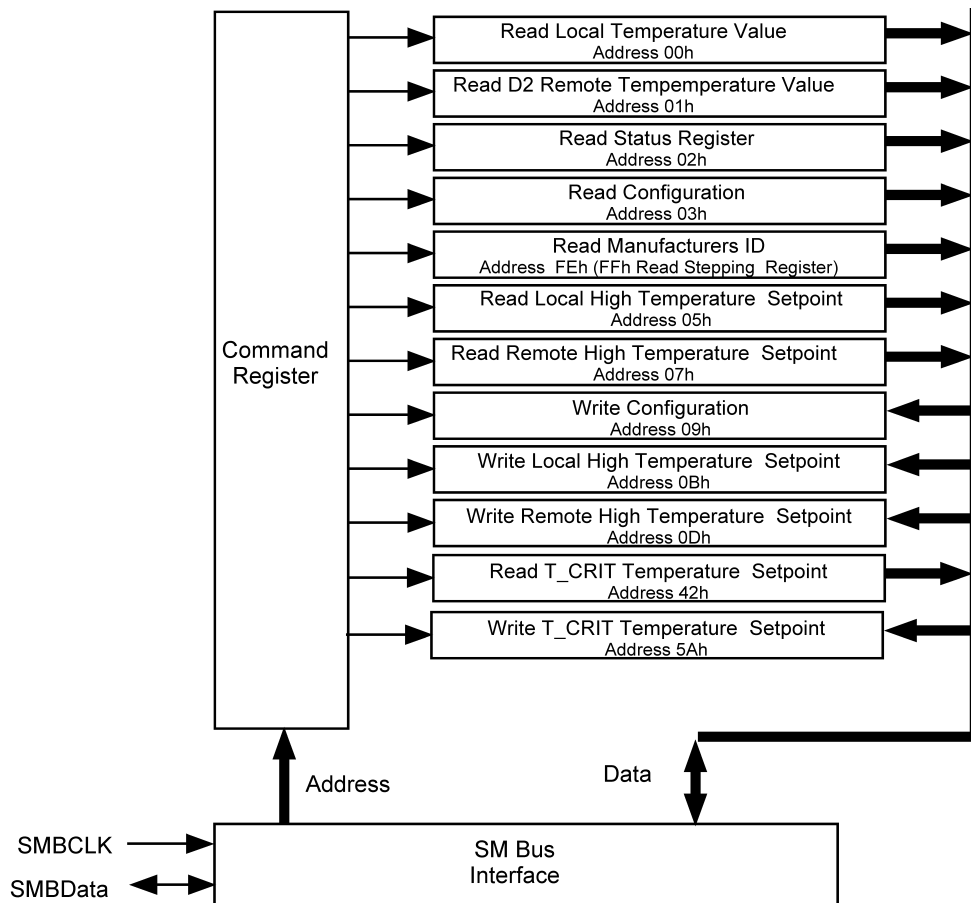 Read Local Temperature Value
Address 00h
Read D2 Remote Tempemperature Value
Address 01h
Read Status Register
Address 02h
Read Configuration
Address 03h
Read Manufacturers ID
Address FEh (FFh Read Stepping Register)
Read Local High Temperature Setpoint
Address 05h
Command
Register
Read Remote High Temperature Setpoint
Address 07h
Write Configuration
Address 09h
Write Local High Temperature Setpoint
Address 0Bh
Write Remote High Temperature Setpoint
Address 0Dh
Read T_CRIT Temperature Setpoint
Address 42h
Write T_CRIT Temperature Setpoint
Address 5Ah
Address
Data
SMBCLK
SMBData
SM Bus
Interface